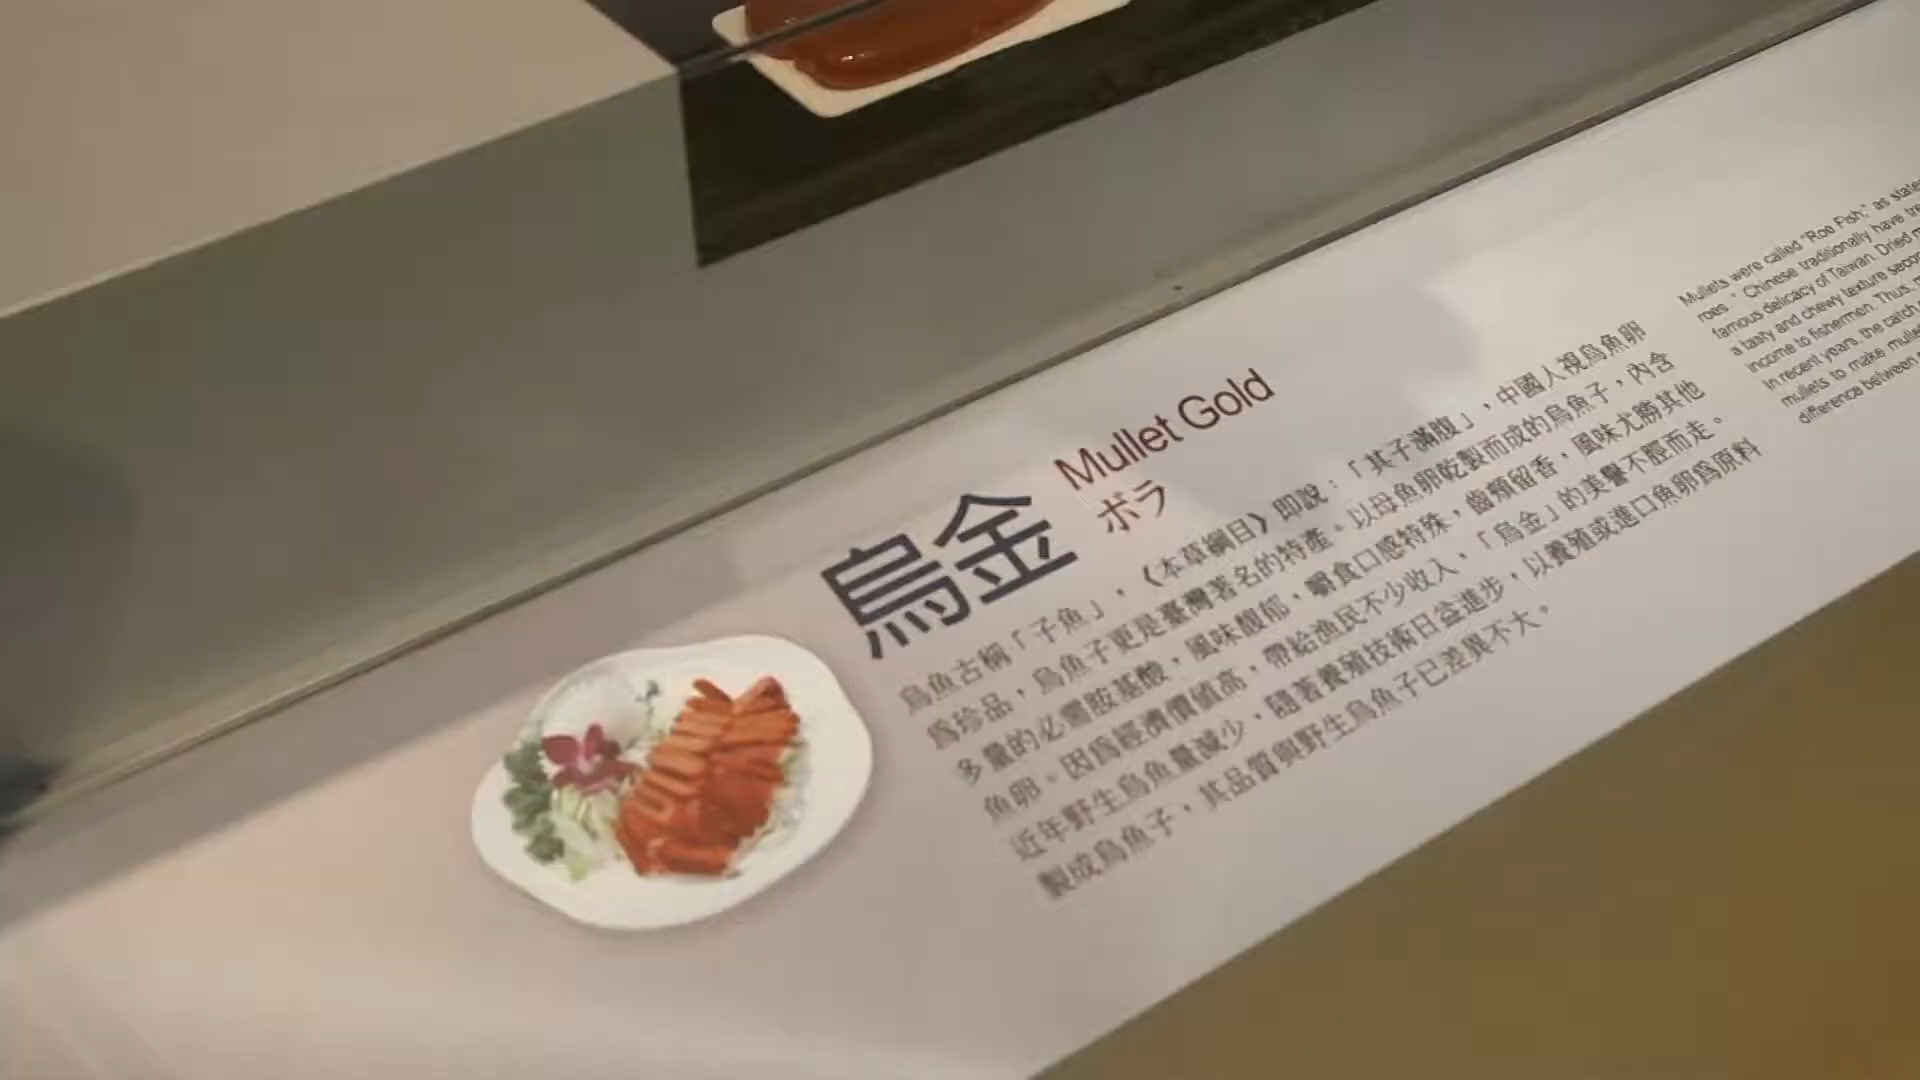 烏金
Mullet Gold
ボラ
烏魚古稱「子魚」,《本草綱目》即說:「其子滿腹」,中國人視烏魚卵
為珍品,烏魚子更是臺灣著名的特產。以母魚卵乾製而成的烏魚子,內含
多量的必需胺基酸,風味馥郁,嚼食口感特殊,齒頰留香,風味尤勝其他
魚卵。因為經濟價值高,帶給漁民不少收入,「烏金」的美譽不脛而走。
近年野生烏魚量減少,隨著養殖技術日益進步,以養殖或進口魚卵為原料
製成烏魚子,其品質與野生烏魚子已差異不大。
Mullets were called "Roe Fish," as
roes." Chinese traditionally have
famous delicacy of Taiwan. Dried
a tasty and chewy texture
income to fishermen. Thus,
In recent years, the catch
mullets to make
difference between